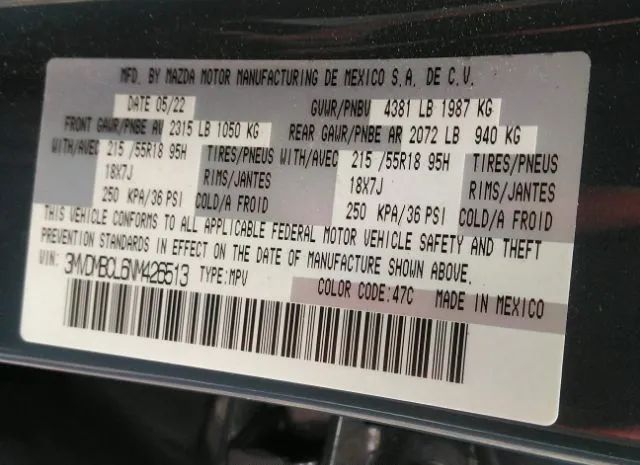 MFD. BY MAZDA MOTOR MANUFACTURING DE MEXICO S.A. DE C.V.
DATE 05/22 GVWR/PNBV 4381 LB 1987 KG
FRONT GAWR/PNBE AV 2315 LB 1050 KG REAR GAWR/PNBE AR 2072 LB 940 KG
WITH/AVEC 215 /55R18 95H TIRES/PNEUS WITH/AVEC 215 /55R18 95H TIRES/PNEUS
18X7J RIMS/JANTES 18X7J RIMS/JANTES
250 KPA/36 PSI COLD/A FROID 250 KPA/36 PSI COLD/A FROID
THIS VEHICLE CONFORMS TO ALL APPLICABLE FEDERAL MOTOR VEHICLE SAFETY AND THEFT
PREVENTION STANDARDS IN EFFECT ON THE DATE OF MANUFACTURE SHOWN ABOVE.
VIN: 3MVDMBCL6NM426513 TYPE:MPV
COLOR CODE:47C MADE IN MEXICO